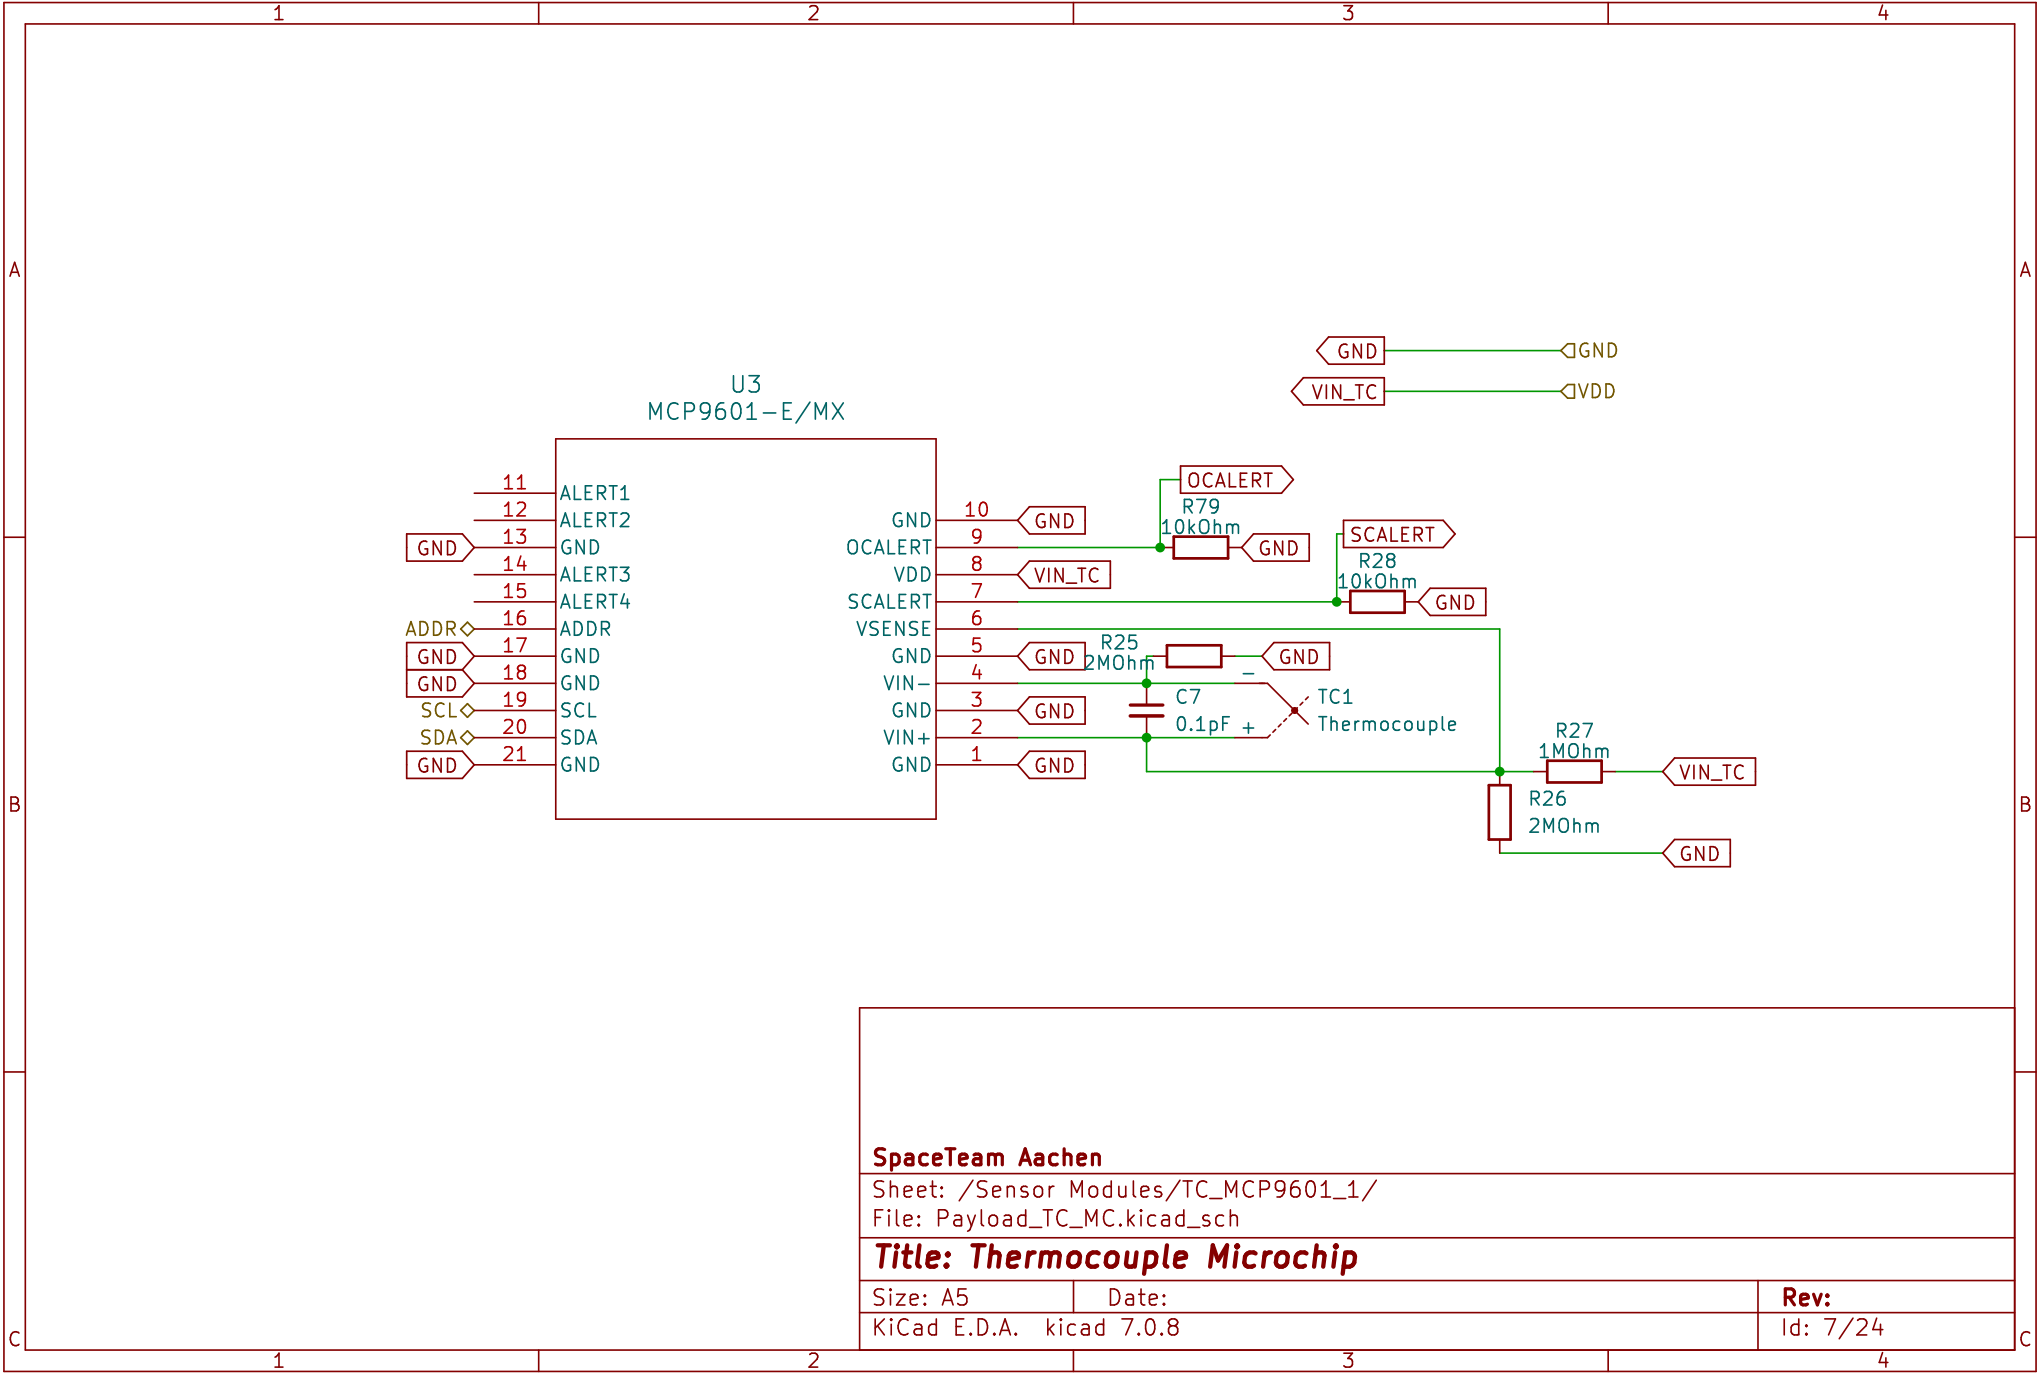 1 2 3 4
A A
GND GND
VIN_TC VDD
U3
MCP9601-E/MX
OCALERT
R79
10kOhm
SCALERT
R28
10kOhm
11 ALERT1
12 ALERT2
GND 13 GND
14 ALERT3
15 ALERT4
ADDR 16 ADDR
GND 17 GND
GND 18 GND
SCL 19 SCL
SDA 20 SDA
GND 21 GND
GND 10 GND
OCALERT 9 GND
VDD 8 VIN_TC
SCALERT 7 GND
VSENSE 6
GND 5 GND
R25
2MOhm
GND
VIN- 4
GND 3 GND
VIN+ 2
GND 1 GND
C7
0.1pF
-
+
TC1
Thermocouple
R27
1MOhm
VIN_TC
R26
2MOhm
GND
B B
SpaceTeam Aachen
Sheet: /Sensor Modules/TC_MCP9601_1/
File: Payload_TC_MC.kicad_sch
Title: Thermocouple Microchip
Size: A5 Date: Rev:
KiCad E.D.A. kicad 7.0.8 Id: 7/24
C C
1 2 3 4